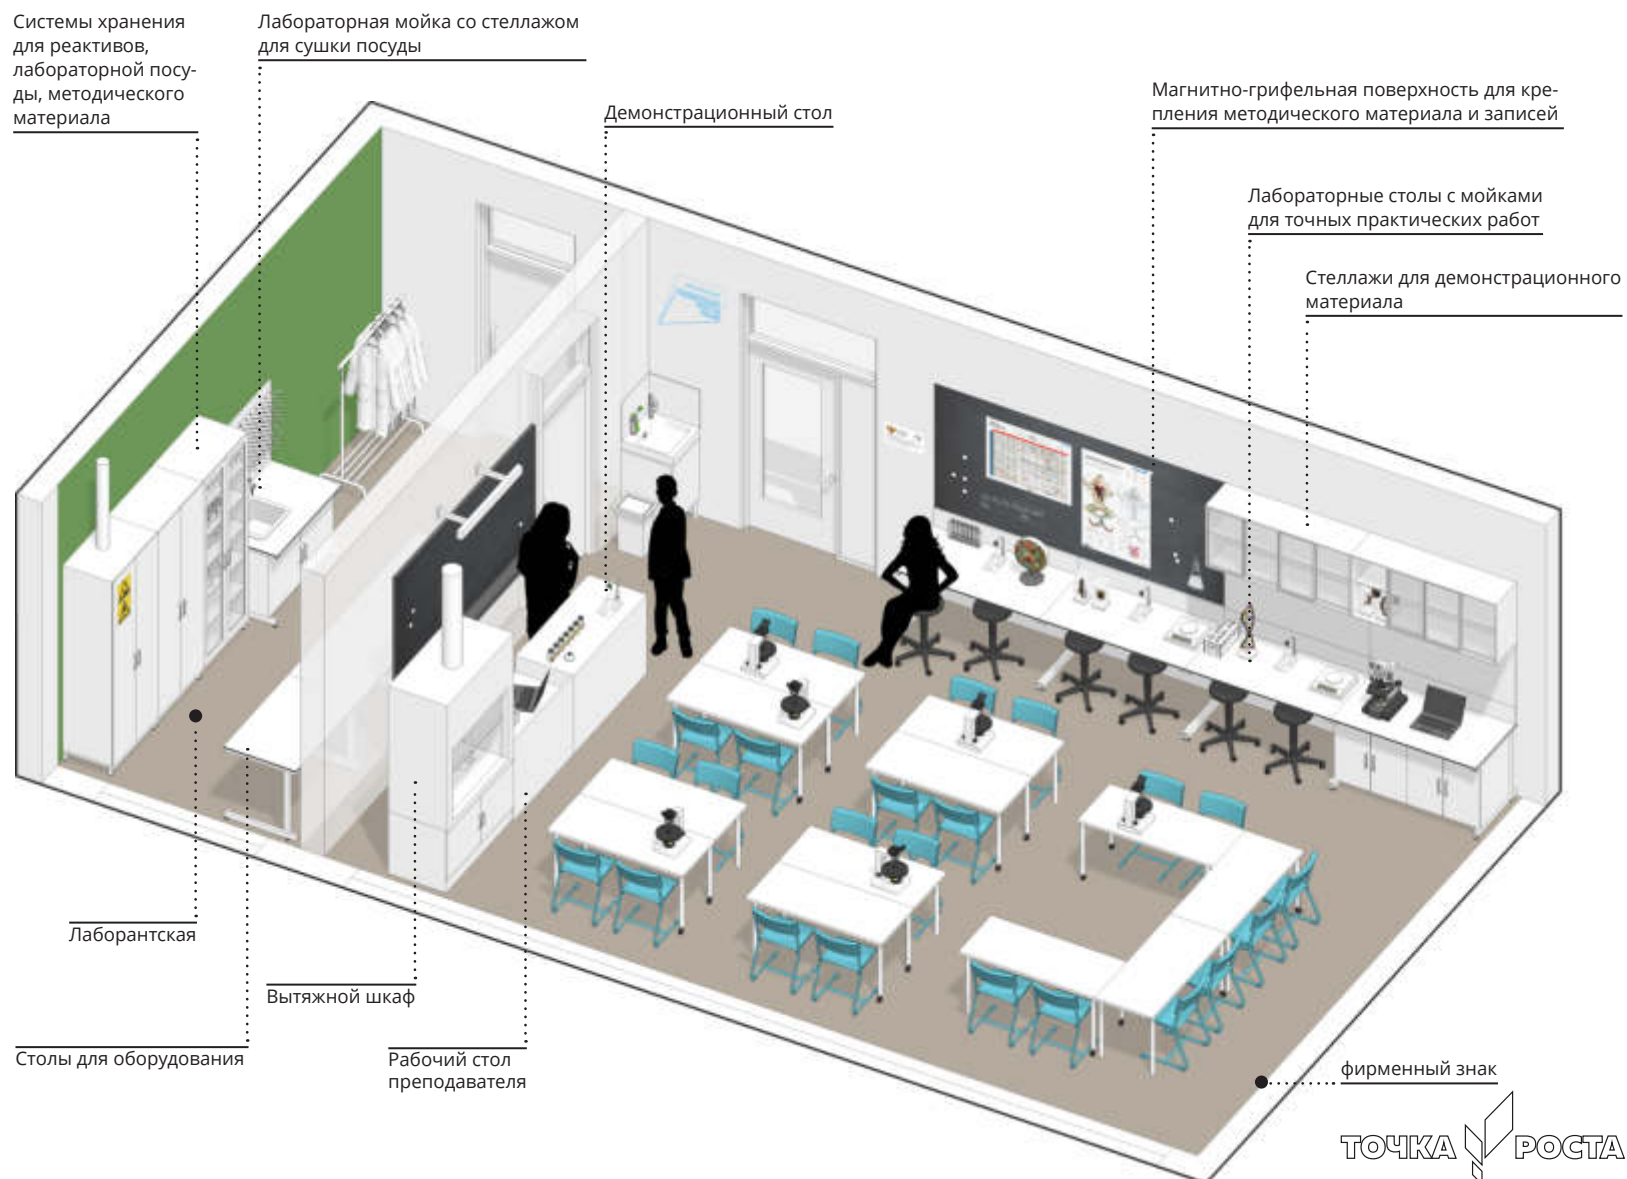 Системы хранения
для реактивов,
лабораторной посу-
ды, методического
материала
Лабораторная мойка со стеллажом
для сушки посуды
Демонстрационный стол
Магнитно-грифельная поверхность для кре-
пления методического материала и записей
Лабораторные столы с мойками
для точных практических работ
Стеллажи для демонстрационного
материала
Лаборантская
Вытяжной шкаф
Столы для оборудования
Рабочий стол
преподавателя
фирменный знак
ТОЧКА РОСТА